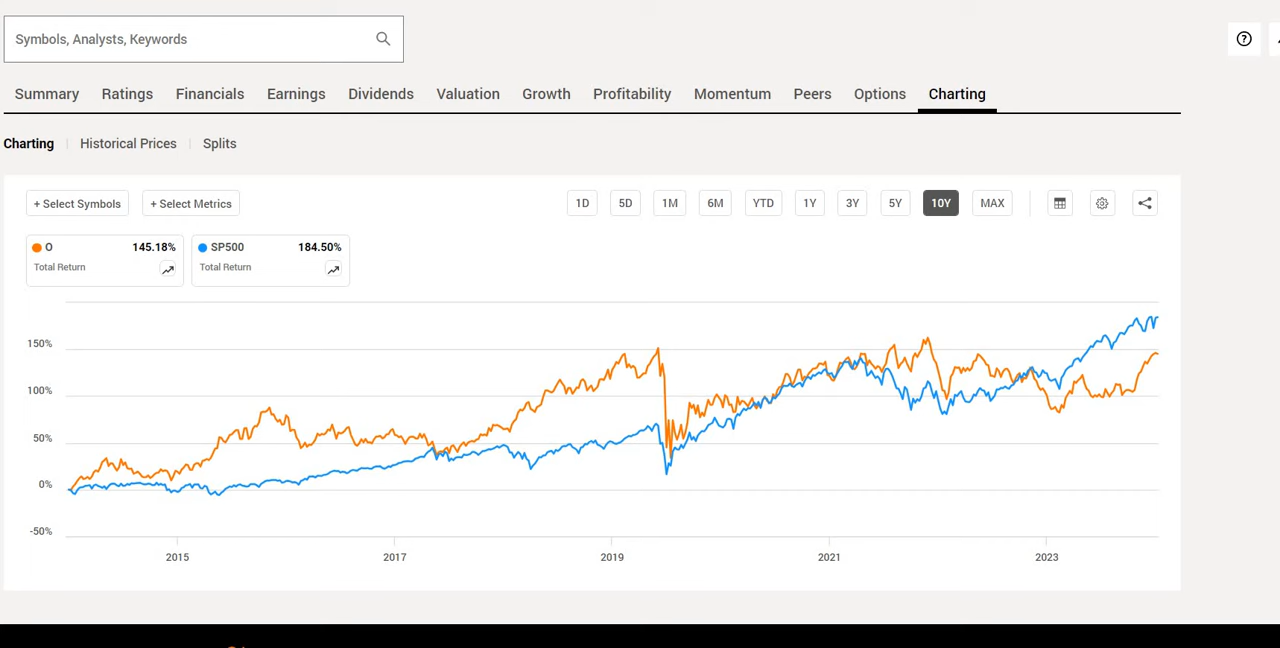 Symbols, Analysts, Keywords
Summary Ratings Financials Earnings Dividends Valuation Growth Profitability Momentum Peers Options Charting
Charting Historical Prices Splits
+ Select Symbols + Select Metrics 1D 5D 1M 6M YTD 1Y 3Y 5Y 10Y MAX
O 145.18% SP500 184.50%
Total Return Total Return
150%
100%
50%
0%
-50%
2015 2017 2019 2021 2023